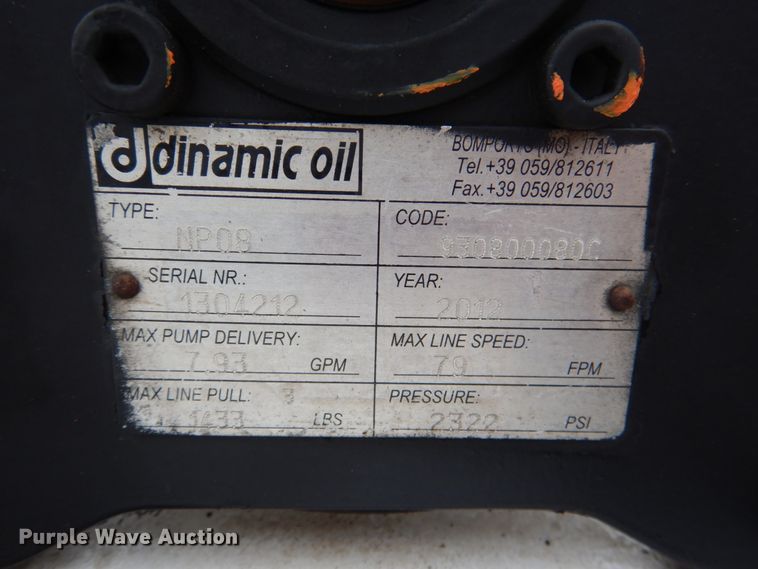 d dinamic oil
BOMPORTO (MO) - ITALY
Tel.+39 059/812611
Fax.+39 059/812603
TYPE: NP08
CODE: 930800080C
SERIAL NR.: 1304212
YEAR:
MAX PUMP DELIVERY: 7.93 GPM
MAX LINE SPEED: 79 FPM
MAX LINE PULL: 3
1433 LBS
PRESSURE: 2322 PSI
Purple Wave Auction